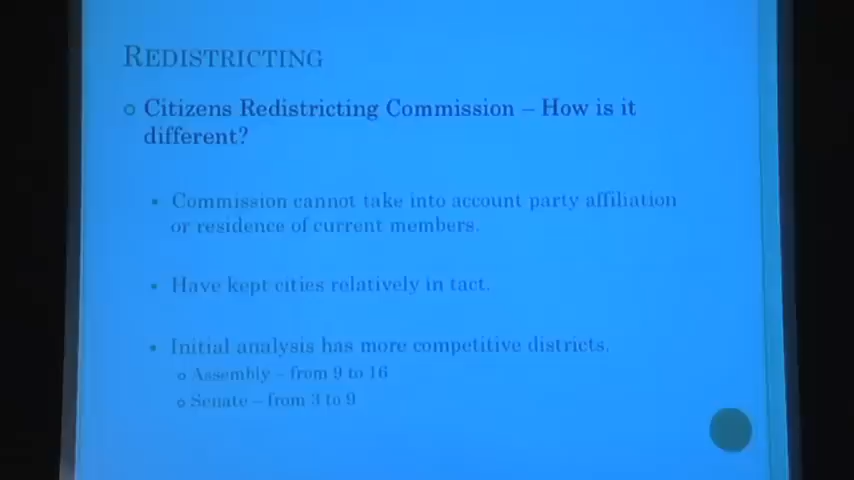 REDISTRICTING
Citizens Redistricting Commission – How is it
different?
Commission cannot take into account party affiliation
or residence of current members.
Have kept cities relatively in tact.
Initial analysis has more competitive districts.
Assembly – from 9 to 16
Senate – from 3 to 9